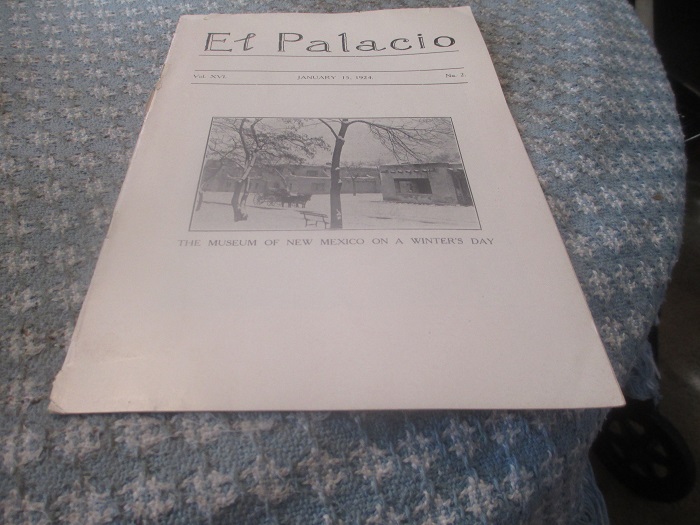 El Palacio
Vol. XVI. JANUARY 15, 1924. No. 2
THE MUSEUM OF NEW MEXICO ON A WINTER'S DAY